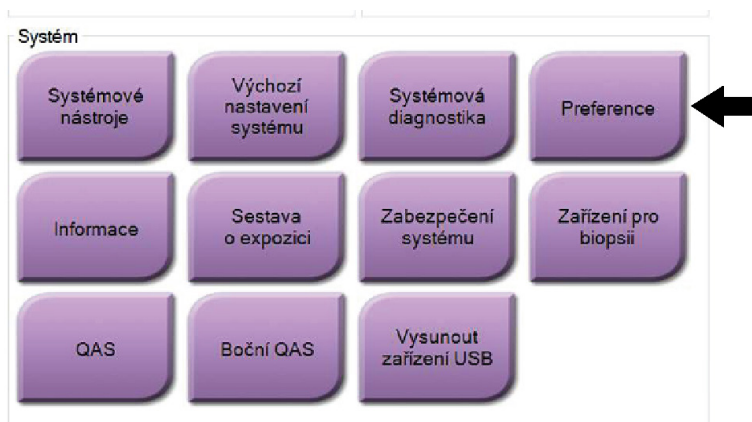 Systém
Systémové
nástroje
Výchozí
nastavení
systému
Systémová
diagnostika
Preference
Informace
Sestava
o expozici
Zabezpečení
systému
Zařízení pro
biopsii
QAS
Boční QAS
Vysunout
zařízení USB